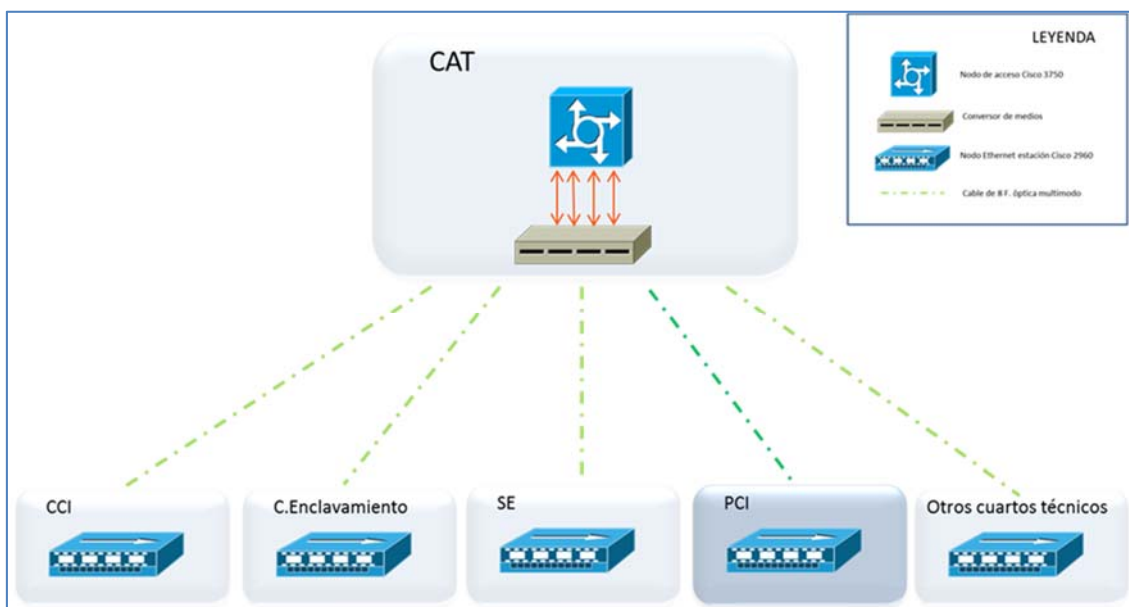 CAT
LEYENDA
Nodo de acceso Cisco 3750
Conversor de medios
Nodo Ethernet estación Cisco 2960
Cable de 8 F. óptica multimodo
CCI
C.Enclavamiento
SE
PCI
Otros cuartos técnicos